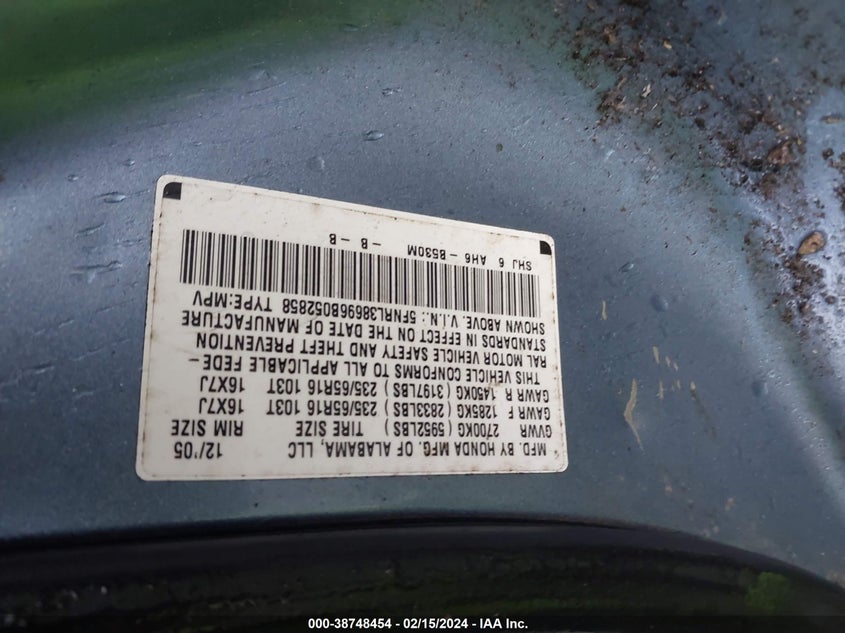 MFD. BY HONDA MFG. OF ALABAMA, LLC 12/'05
GVWR 2700KG ( 5952LBS) TIRE SIZE RIM SIZE
GAWR F 1285KG ( 2833LBS) 235/65R16 103T 16X7J
GAWR R 1450KG ( 3197LBS) 235/65R16 103T 16X7J
THIS VEHICLE CONFORMS TO ALL APPLICABLE FEDE-
RAL MOTOR VEHICLE SAFETY AND THEFT PREVENTION
STANDARDS IN EFFECT ON THE DATE OF MANUFACTURE
SHOWN ABOVE. V.I.N.: 5FNRL38696B052858 TYPE:MPV
SHJ 6 AH6 -B530M -B -B
000-38748454 - 02/15/2024 - IAA Inc.